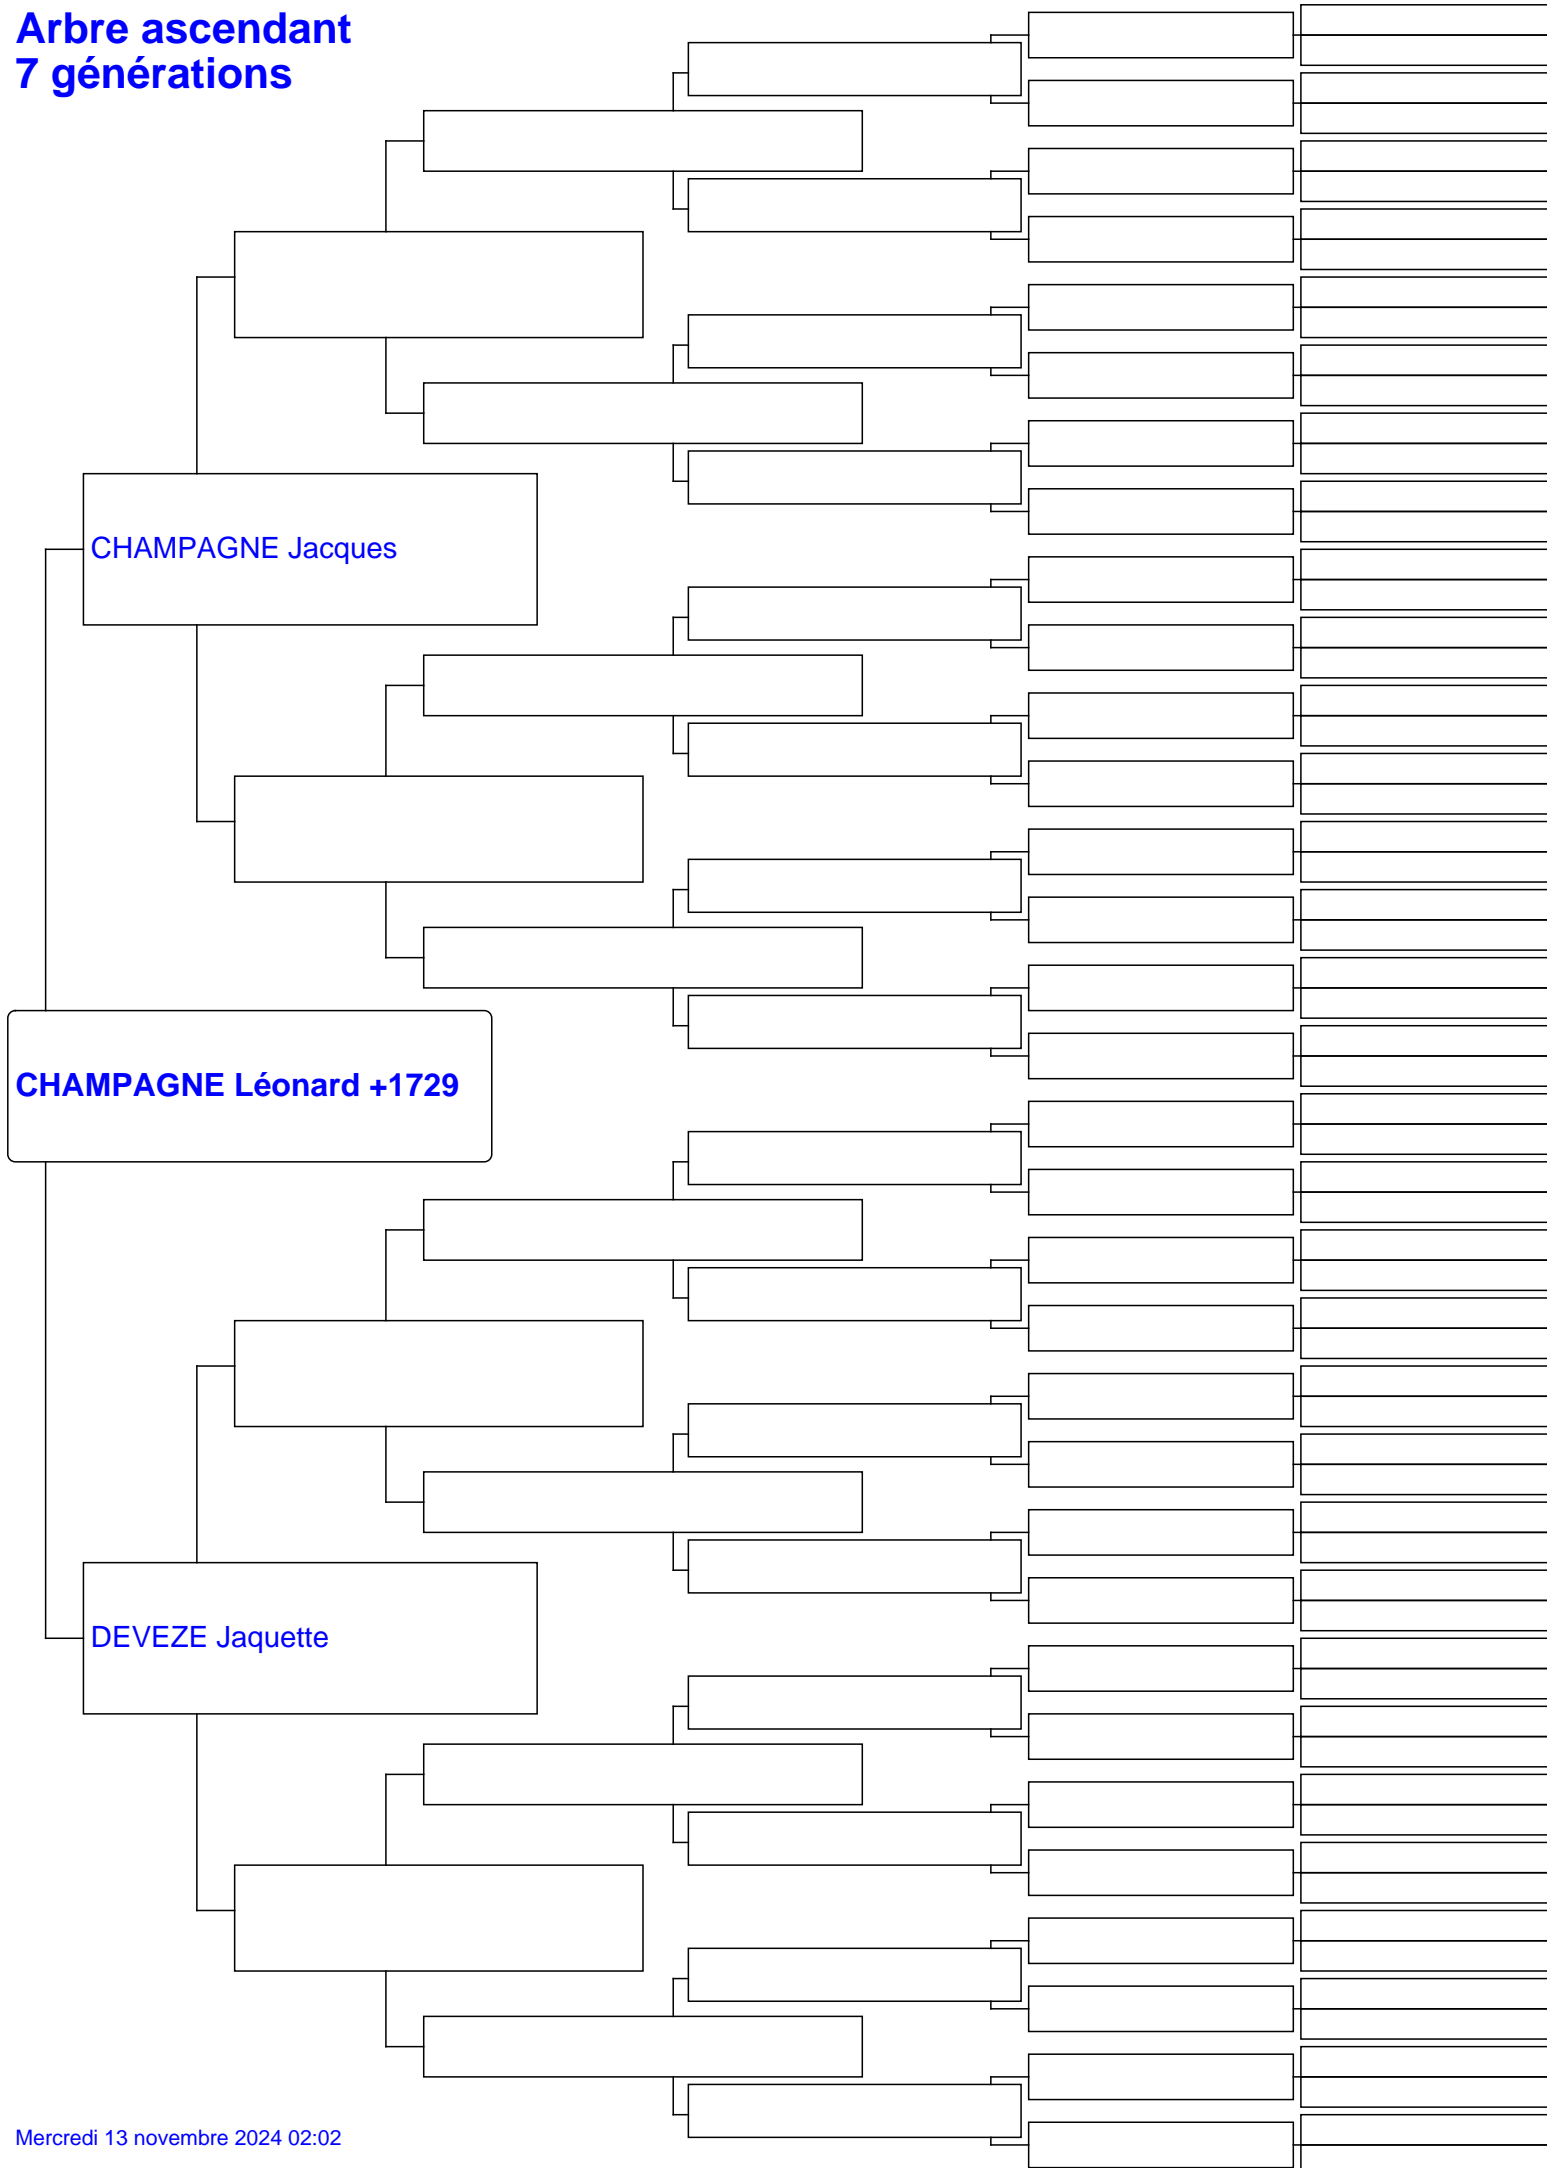 Arbre ascendant
7 générations
CHAMPAGNE Jacques
CHAMPAGNE Léonard +1729
DEVEZE Jaquette
Mercredi 13 novembre 2024 02:02